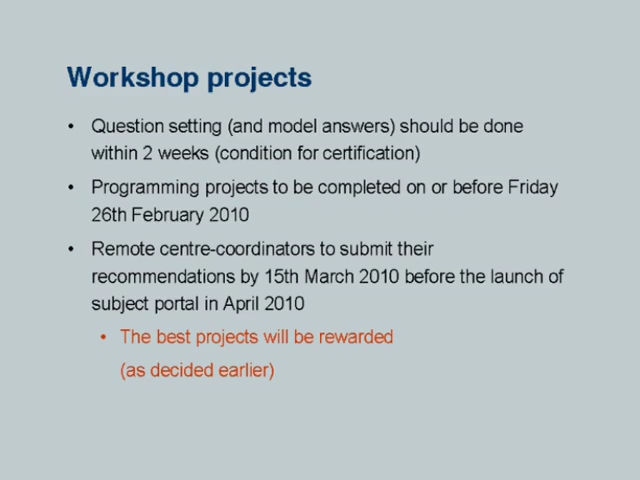 Workshop projects
• Question setting (and model answers) should be done
within 2 weeks (condition for certification)
• Programming projects to be completed on or before Friday
26th February 2010
• Remote centre-coordinators to submit their
recommendations by 15th March 2010 before the launch of
subject portal in April 2010
• The best projects will be rewarded
(as decided earlier)